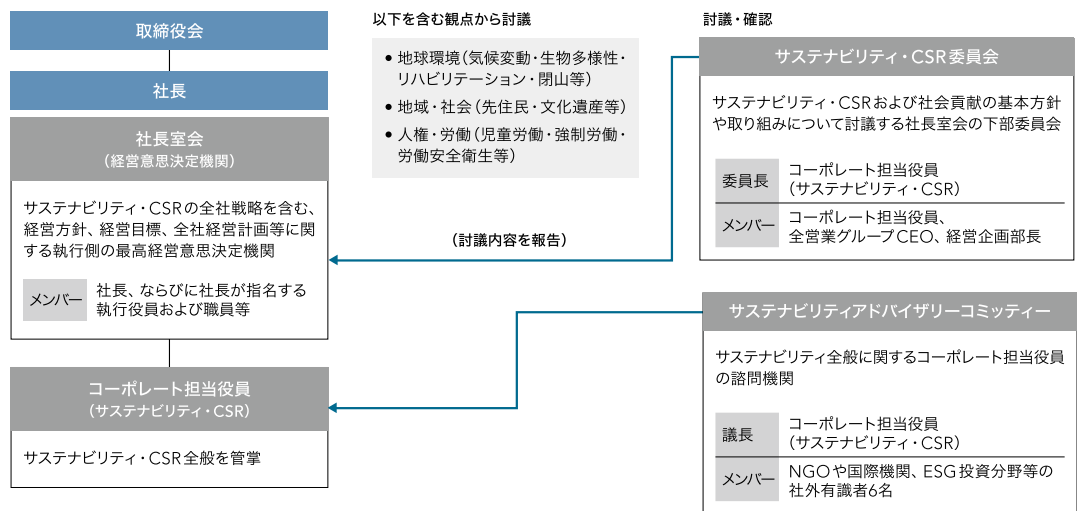 取締役会
社長
社長室会
（経営意思決定機関）
サステナビリティ・CSRの全社戦略を含む、
経営方針、経営目標、全社経営計画等に関
する執行側の最高経営意思決定機関
メンバー
社長、ならびに社長が指名する
執行役員および職員等
コーポレート担当役員
（サステナビリティ・CSR）
サステナビリティ・CSR全般を管掌
以下を含む観点から討議
● 地球環境（気候変動・生物多様性・
リハビリテーション・閉山等）
● 地域・社会（先住民・文化遺産等）
● 人権・労働（児童労働・強制労働・
労働安全衛生等）
（討議内容を報告）
討議・確認
サステナビリティ・CSR委員会
サステナビリティ・CSRおよび社会貢献の基本方針
や取り組みについて討議する社長室会の下部委員会
委員長
コーポレート担当役員
（サステナビリティ・CSR）
メンバー
コーポレート担当役員、
全営業グループCEO、経営企画部長
サステナビリティアドバイザリーコミッティー
サステナビリティ全般に関するコーポレート担当役員
の諮問機関
議長
コーポレート担当役員
（サステナビリティ・CSR）
メンバー
NGOや国際機関、ESG投資分野等の
社外有識者6名